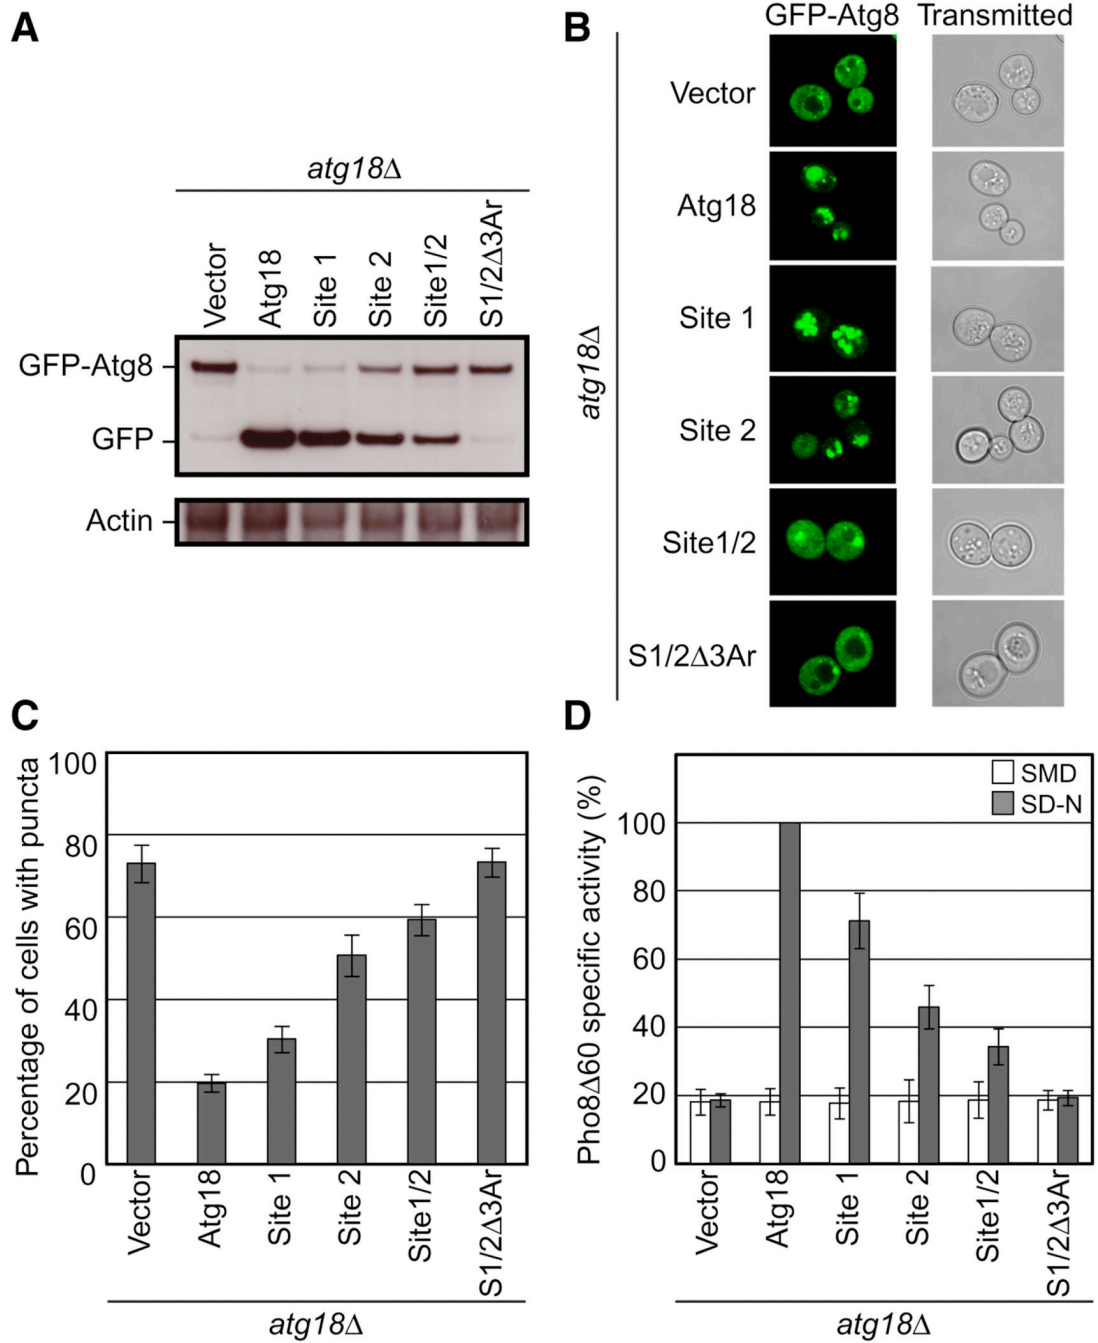 A
atg18Δ
Vector
Atg18
Site 1
Site 2
Site1/2
S1/2Δ3Ar
GFP-Atg8
GFP
Actin
B
GFP-Atg8 Transmitted
atg18Δ
Vector
Atg18
Site 1
Site 2
Site1/2
S1/2Δ3Ar
C
Percentage of cells with puncta
100
80
60
40
20
0
Vector
Atg18
Site 1
Site 2
Site1/2
S1/2Δ3Ar
atg18Δ
D
Pho8Δ60 specific activity (%)
SMD
SD-N
100
80
60
40
20
0
Vector
Atg18
Site 1
Site 2
Site1/2
S1/2Δ3Ar
atg18Δ